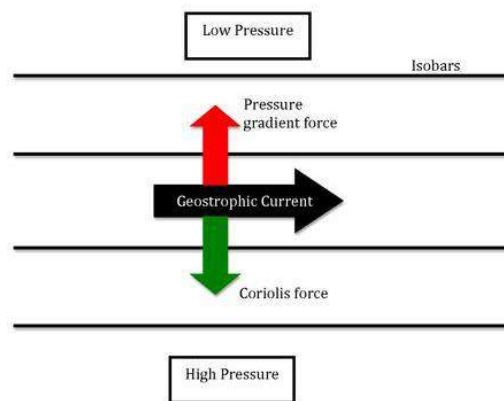 Low Pressure
Isobars
Pressure
gradient force
Geostrophic Current
Coriolis force
High Pressure